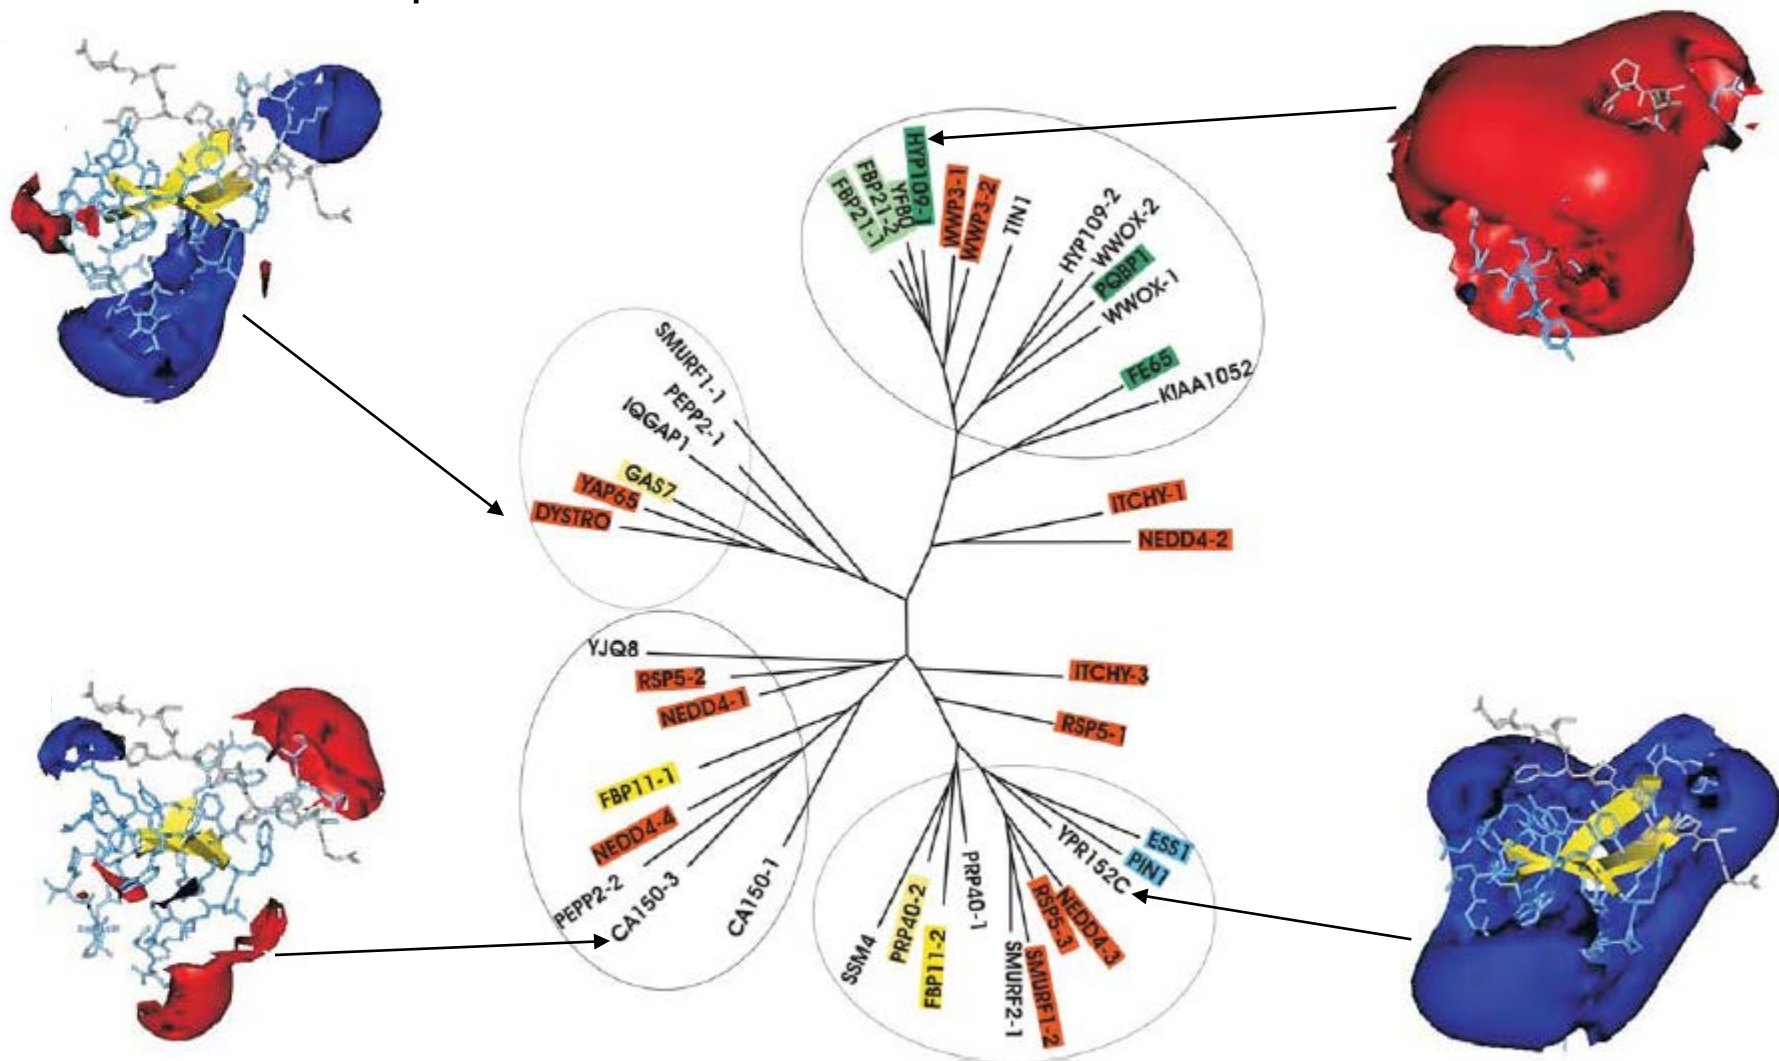 HYP109-1
YFB0
FBP21-2
FBP21-1
WWP3-1
WWP3-2
TIN1
HYP109-2
WWOX-2
PQBP1
WWOX-1
FE65
KIAA1052
SMURF1-1
PEPP2-1
IQGAP1
GAS7
YAP65
DYSTRO
ITCHY-1
NEDD4-2
YJQ8
RSP5-2
NEDD4-1
FBP11-1
NEDD4-4
PEPP2-2
CA150-3
CA150-1
ITCHY-3
RSP5-1
ESS1
PIN1
YPR152C
NEDD4-3
RSP5-3
SMURF1-2
SMURF2-1
PRP40-1
FBP11-2
PRP40-2
SSM4